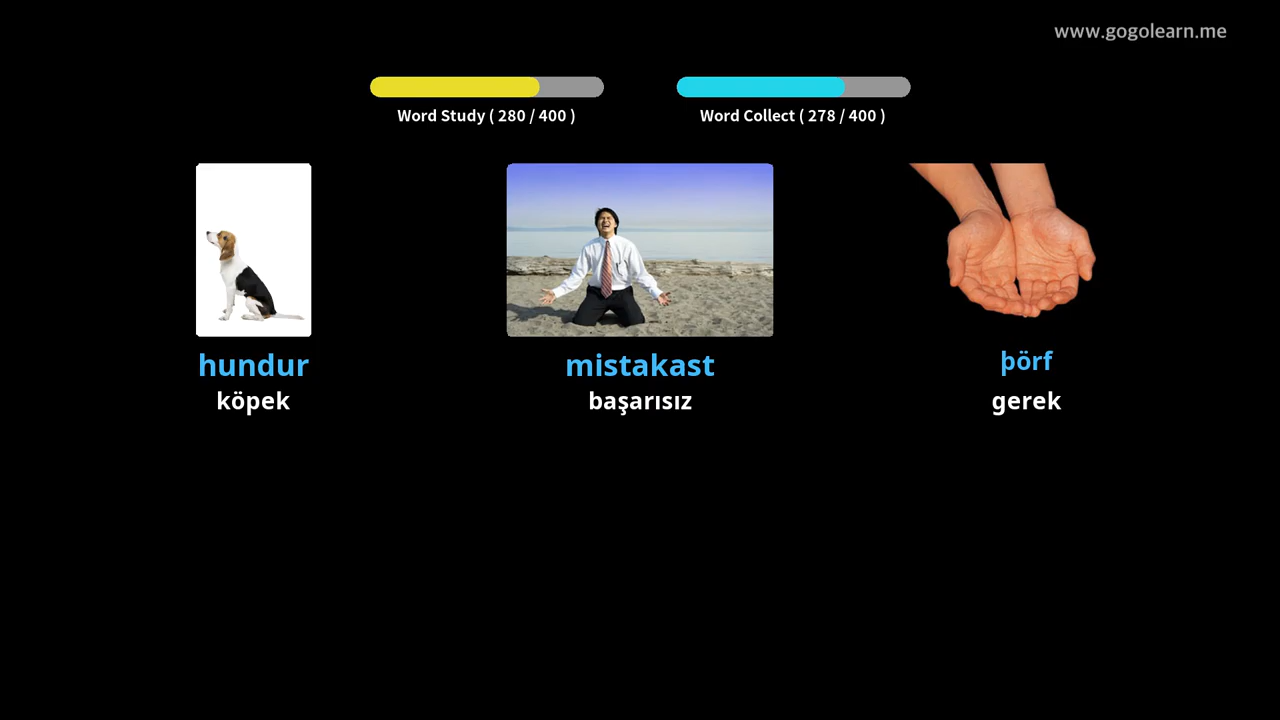 www.gogolearn.me
Word Study ( 280 / 400 )
Word Collect ( 278 / 400 )
hundur
köpek
mistakast
başarısız
þörf
gerek